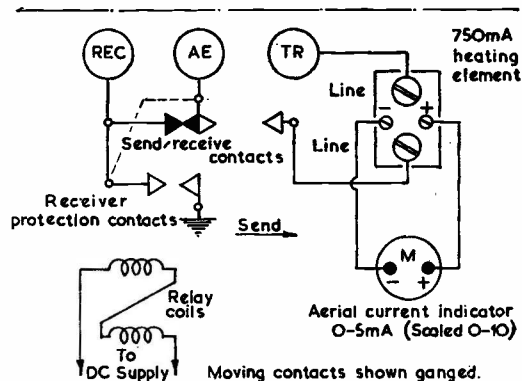 REC
AE
TR
750mA
heating
element
Line
- +
Send/receive
contacts
Line
Receiver
protection contacts
Send
M
- +
Relay
coils
Aerial current indicator
0-5mA (Scaled 0-10)
To
DC Supply
Moving contacts shown ganged.